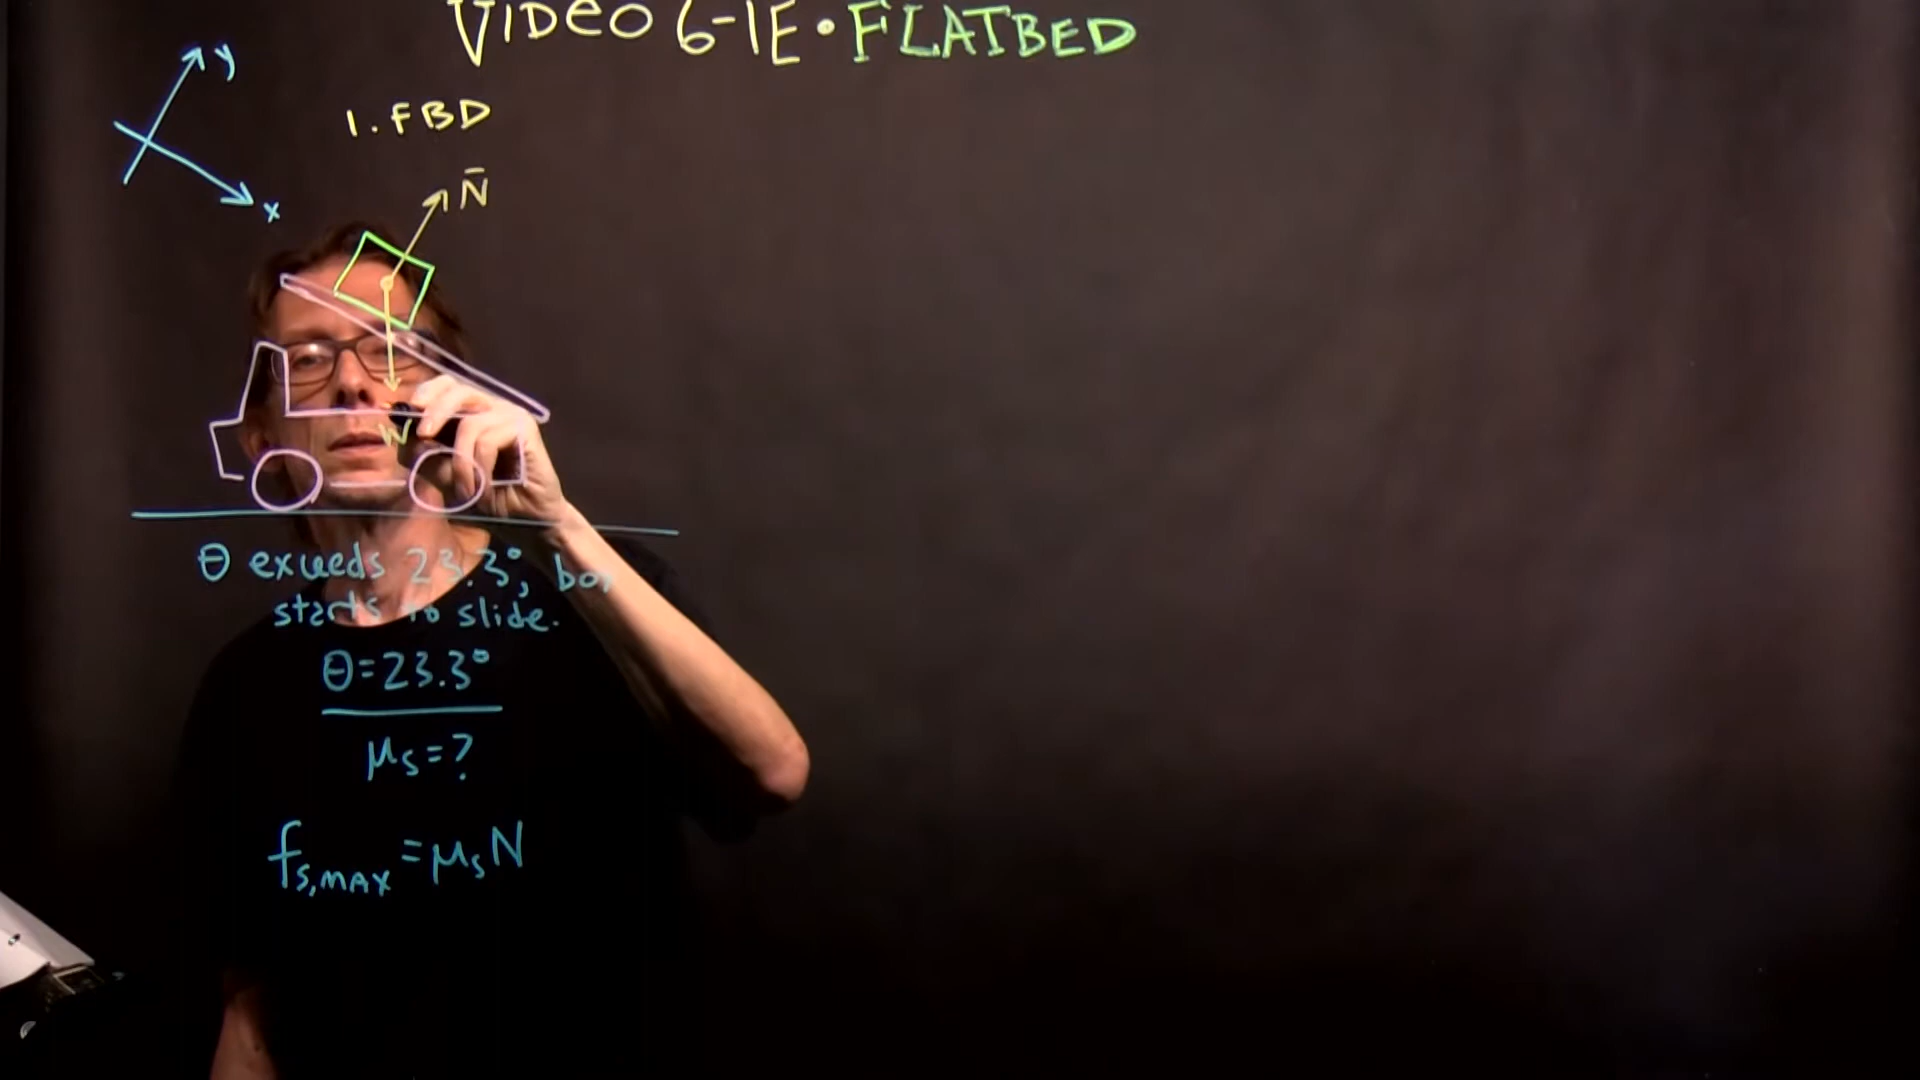 VIDEO 6-1E • FLATBED
y
1. FBD
N̄
x
W
θ exceeds 23.3°, box
starts to slide.
θ=23.3°
μs=?
fs,MAX = μsN